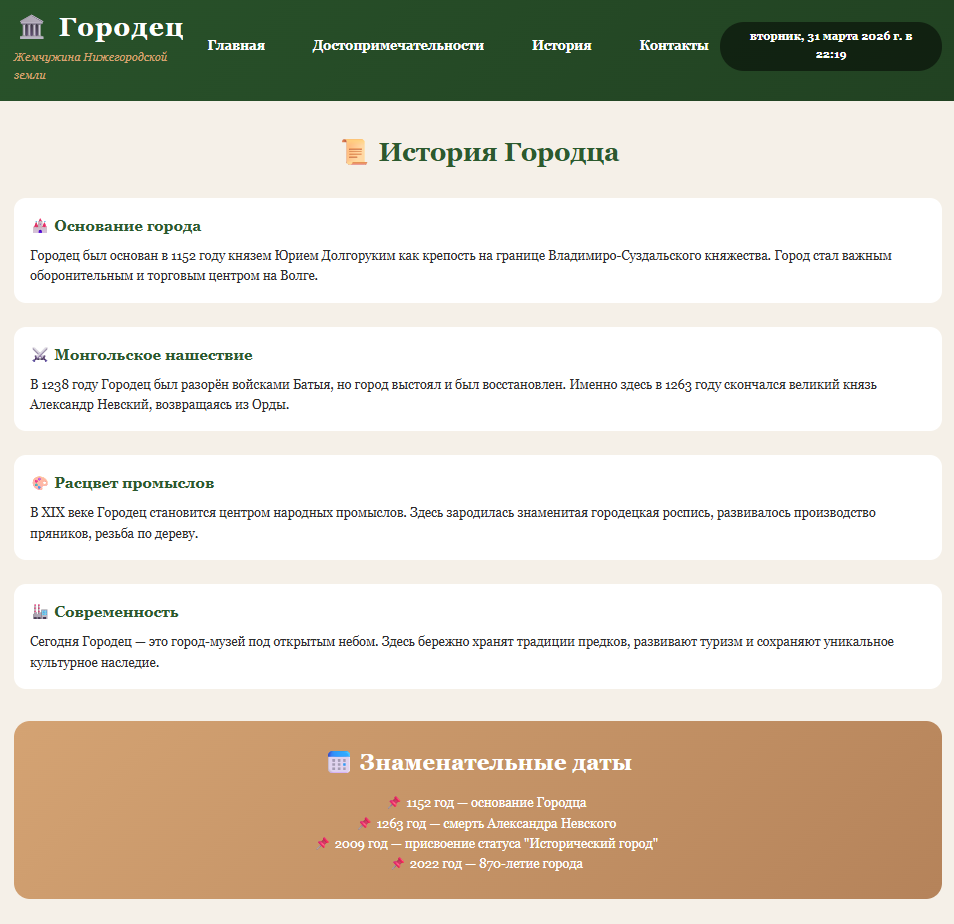 Городец
Жемчужина Нижегородской
земли
Главная
Достопримечательности
История
Контакты
вторник, 31 марта 2026 г. в
22:19
История Городца
Основание города
Городец был основан в 1152 году князем Юрием Долгоруким как крепость на границе Владимиро-Суздальского княжества. Город стал важным
оборонительным и торговым центром на Волге.
Монгольское нашествие
В 1238 году Городец был разорён войсками Батыя, но город выстоял и был восстановлен. Именно здесь в 1263 году скончался великий князь
Александр Невский, возвращаясь из Орды.
Расцвет промыслов
В XIX веке Городец становится центром народных промыслов. Здесь зародилась знаменитая городецкая роспись, развивалось производство
пряников, резьба по дереву.
Современность
Сегодня Городец — это город-музей под открытым небом. Здесь бережно хранят традиции предков, развивают туризм и сохраняют уникальное
культурное наследие.
Знаменательные даты
1152 год — основание Городца
1263 год — смерть Александра Невского
2009 год — присвоение статуса "Исторический город"
2022 год — 870-летие города